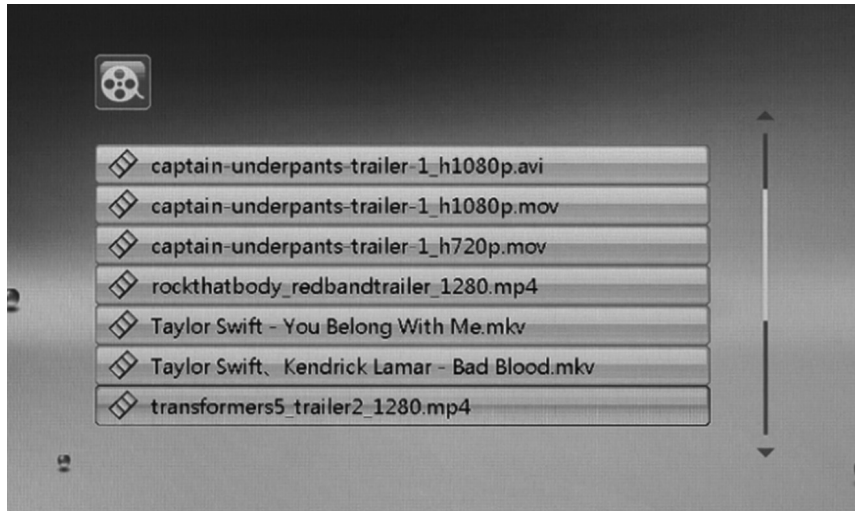 captain-underpants-trailer-1_h1080p.avi
captain-underpants-trailer-1_h1080p.mov
captain-underpants-trailer-1_h720p.mov
rockthatbody_redbandtrailer_1280.mp4
Taylor Swift - You Belong With Me.mkv
Taylor Swift、Kendrick Lamar - Bad Blood.mkv
transformers5_trailer2_1280.mp4